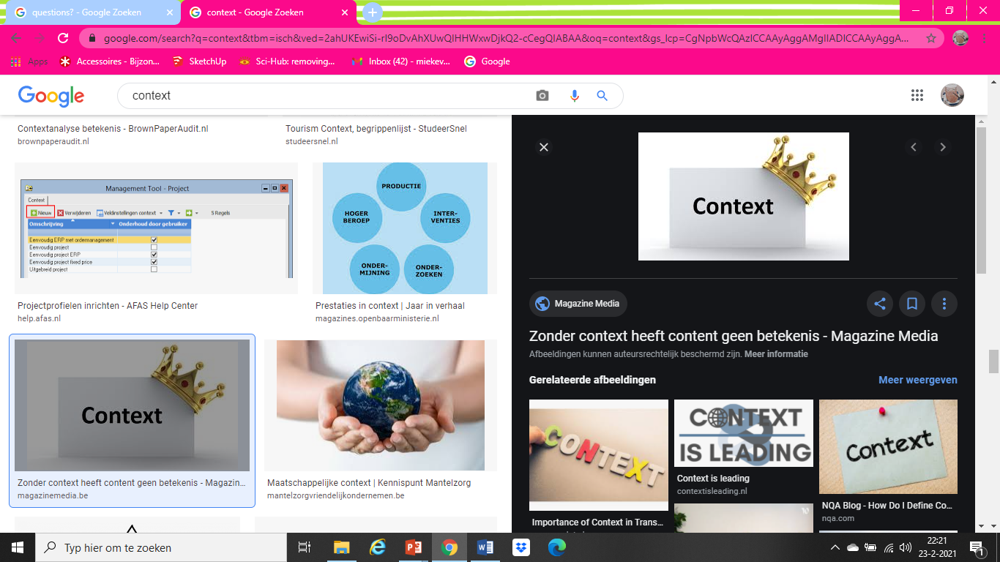 questions? - Google Zoeken
context - Google Zoeken
google.com/search?q=context&tbm=isch&ved=2ahUKEwiSi-rI9oDvAhXUwQIHHWxwDjkQ2-cCegQIABAA&oq=context&gs_lcp=CgNpbWcQAzICCAAyAggAMgIIADICCAAyAggA...
Apps
Accessoires - Bijzon...
SketchUp
Sci-Hub: removing...
Inbox (42) - miekev...
Google
Google
context
Contextanalyse betekenis - BrownPaperAudit.nl
brownpaperaudit.nl
Tourism Context, begrippenlijst - StudeerSnel
studeersnel.nl
Management Tool - Project
Context
Nieuw
Verwijderen
Veldinstellingen context
5 Regels
Omschrijving
Onderhoud door gebruiker
Eenvoudig ERP met ordermanagement
Eenvoudig project
Eenvoudig project ERP
Eenvoudig project fixed price
Uitgebreid project
Projectprofielen inrichten - AFAS Help Center
help.afas.nl
PRODUCTIE
HOGER
BEROEP
INTER-
VENTIES
ONDER-
MIJNING
ONDER-
ZOEKEN
Prestaties in context | Jaar in verhaal
magazines.openbaarministerie.nl
Context
Zonder context heeft content geen betekenis - Magazin...
magazinemedia.be
Maatschappelijke context | Kennispunt Mantelzorg
mantelzorgvriendelijkondernemen.be
Context
Magazine Media
Zonder context heeft content geen betekenis - Magazine Media
Afbeeldingen kunnen auteursrechtelijk beschermd zijn. Meer informatie
Gerelateerde afbeeldingen
Meer weergeven
CONTEXT
Importance of Context in Trans...
CONTEXT
IS LEADING
Context is leading
contextisleading.nl
Context
NQA Blog - How Do I Define Co...
nqa.com
Typ hier om te zoeken
22:21
23-2-2021
1